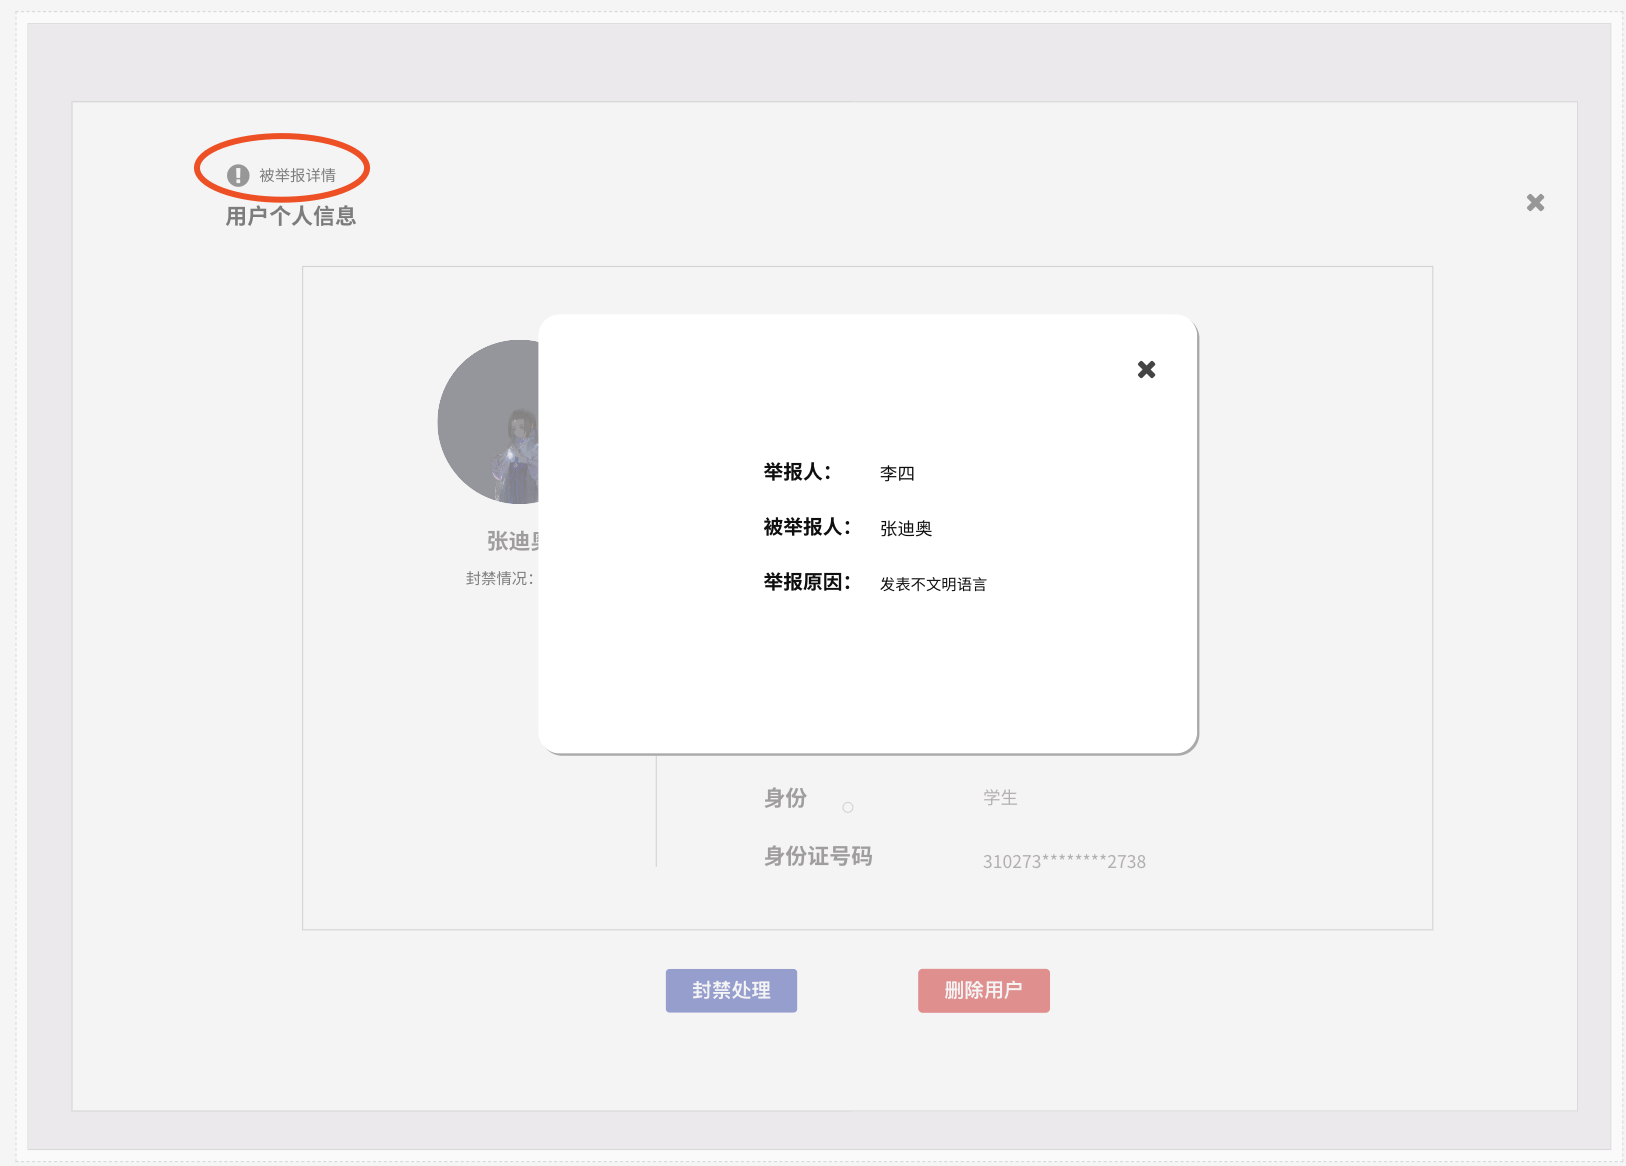 被举报详情
用户个人信息
举报人： 李四
被举报人： 张迪奥
举报原因： 发表不文明语言
张迪
封禁情况：
身份 学生
身份证号码 310273********2738
封禁处理 删除用户